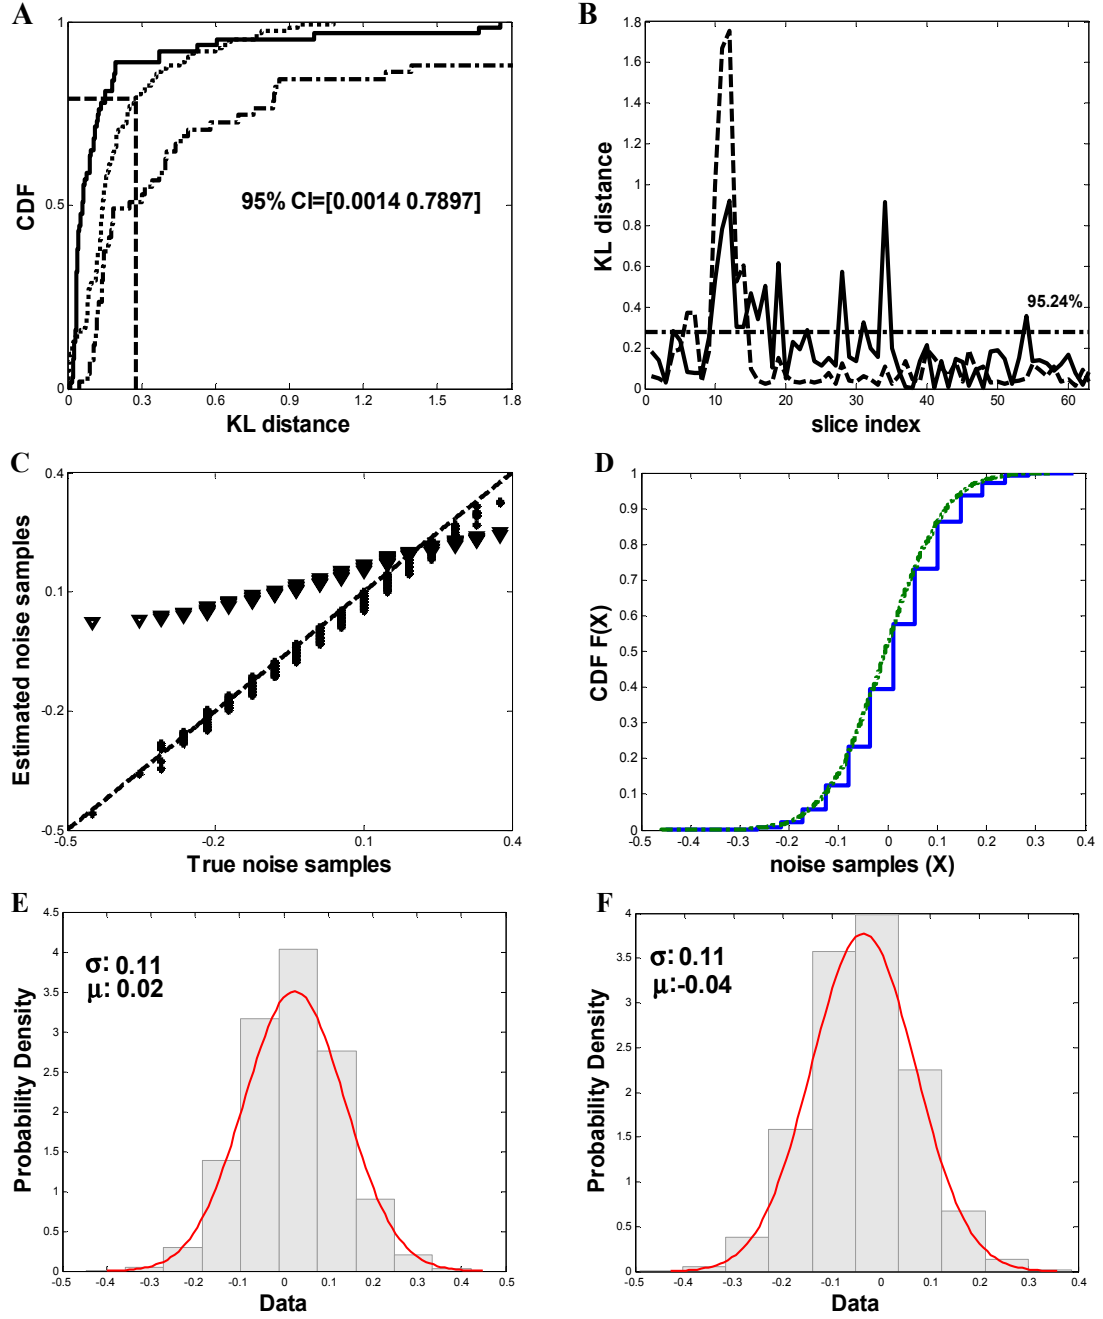 A
1
0.5
0
CDF
95% CI=[0.0014 0.7897]
0 0.3 0.6 0.9 1.2 1.5 1.8
KL distance
B
1.8
1.6
1.4
1.2
1
0.8
0.6
0.4
0.2
0
KL distance
95.24%
0 10 20 30 40 50 60
slice index
C
0.4
0.1
-0.2
-0.5
Estimated noise samples
-0.5 -0.2 0.1 0.4
True noise samples
D
1
0.9
0.8
0.7
0.6
0.5
0.4
0.3
0.2
0.1
0
CDF F(X)
-0.5 -0.4 -0.3 -0.2 -0.1 0 0.1 0.2 0.3 0.4
noise samples (X)
E
4.5
4
3.5
3
2.5
2
1.5
1
0.5
0
Probability Density
σ: 0.11
μ: 0.02
-0.5 -0.4 -0.3 -0.2 -0.1 0 0.1 0.2 0.3 0.4 0.5
Data
F
4
3.5
3
2.5
2
1.5
1
0.5
0
Probability Density
σ: 0.11
μ:-0.04
-0.5 -0.4 -0.3 -0.2 -0.1 0 0.1 0.2 0.3 0.4
Data